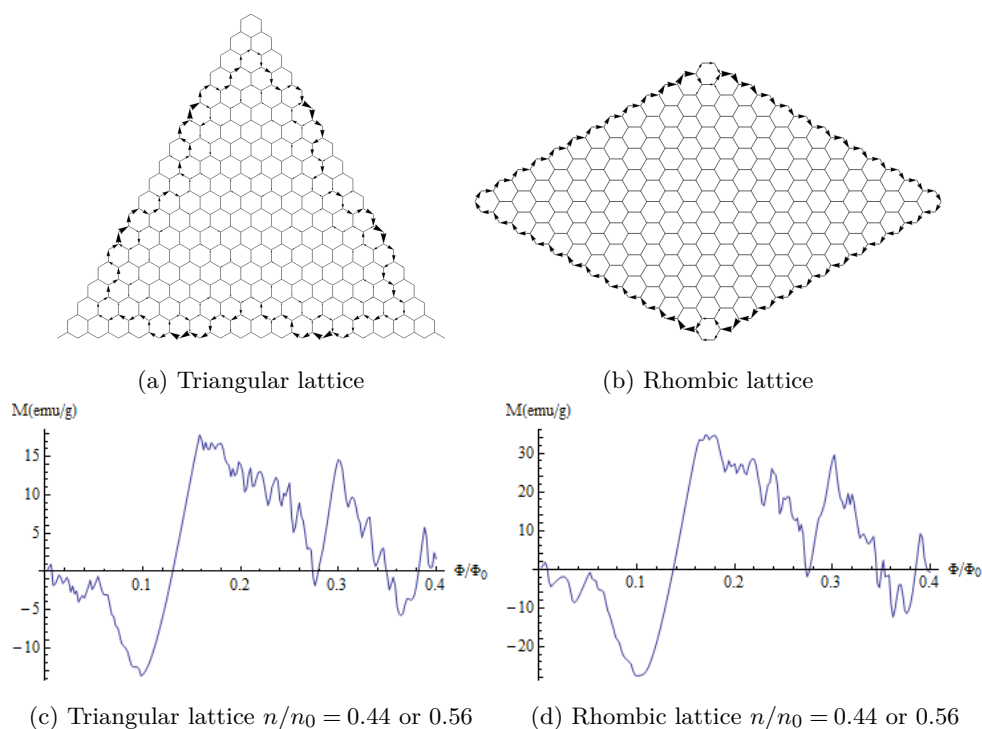 (a) Triangular lattice
(b) Rhombic lattice
M(emu/g)
15
10
5
−5
−10
0.1
0.2
0.3
0.4
Φ/Φ0
M(emu/g)
30
20
10
−10
−20
0.1
0.2
0.3
0.4
Φ/Φ0
(c) Triangular lattice n/n0 = 0.44 or 0.56
(d) Rhombic lattice n/n0 = 0.44 or 0.56